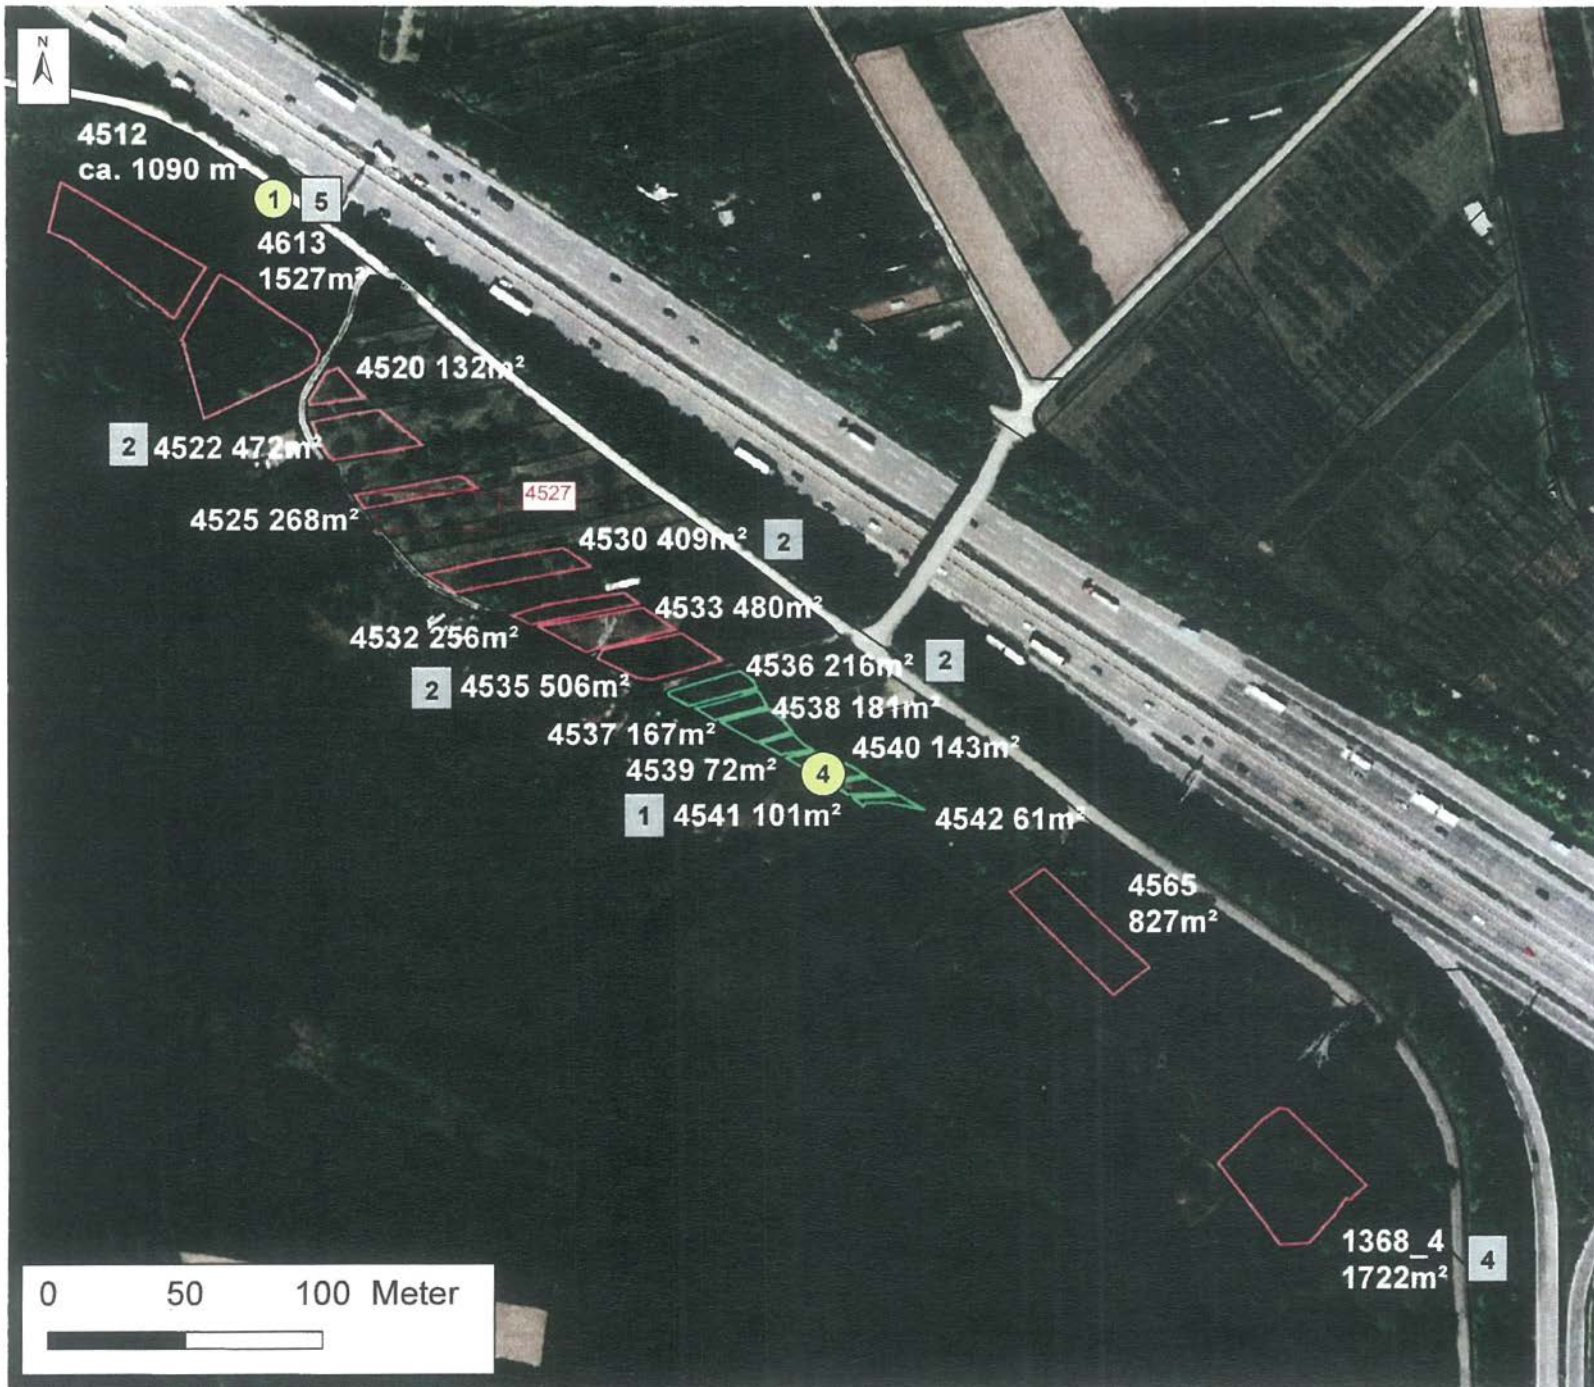 N
4512
ca. 1090 m²
1 5
4613
1527m²
4520 132m²
2 4522 472m²
4527
4525 268m²
4530 409m² 2
4533 480m²
4532 256m²
4536 216m² 2
2 4535 506m²
4538 181m²
4537 167m²
4540 143m²
4539 72m²
4
1 4541 101m²
4542 61m²
4565
827m²
1368_4
1722m²
4
0 50 100 Meter